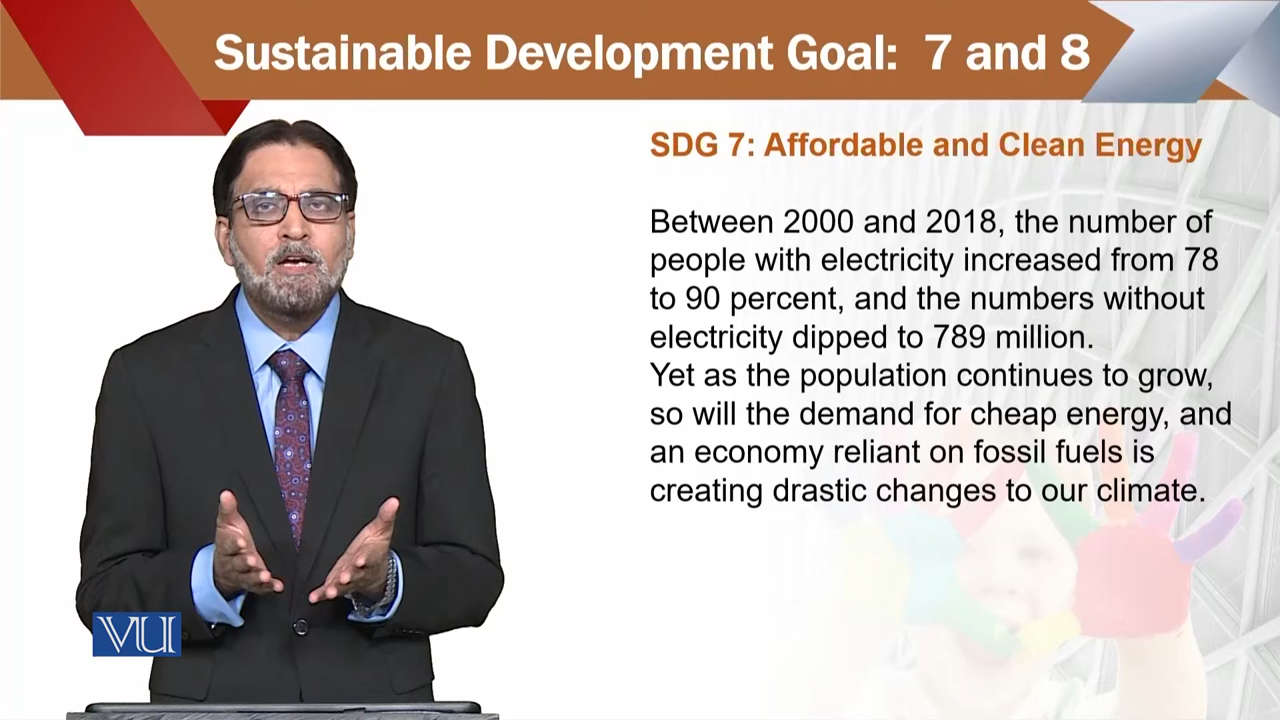 Sustainable Development Goal: 7 and 8
SDG 7: Affordable and Clean Energy
Between 2000 and 2018, the number of
people with electricity increased from 78
to 90 percent, and the numbers without
electricity dipped to 789 million.
Yet as the population continues to grow,
so will the demand for cheap energy, and
an economy reliant on fossil fuels is
creating drastic changes to our climate.
VU